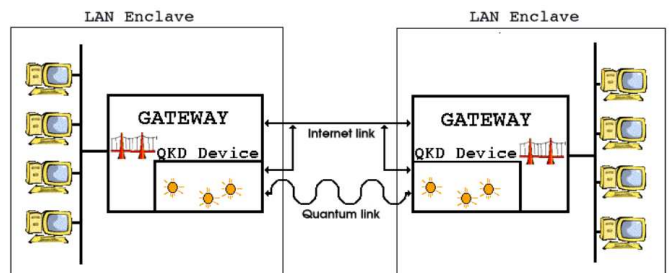 LAN Enclave
LAN Enclave
GATEWAY
GATEWAY
Internet link
QKD Device
QKD Device
Quantum link